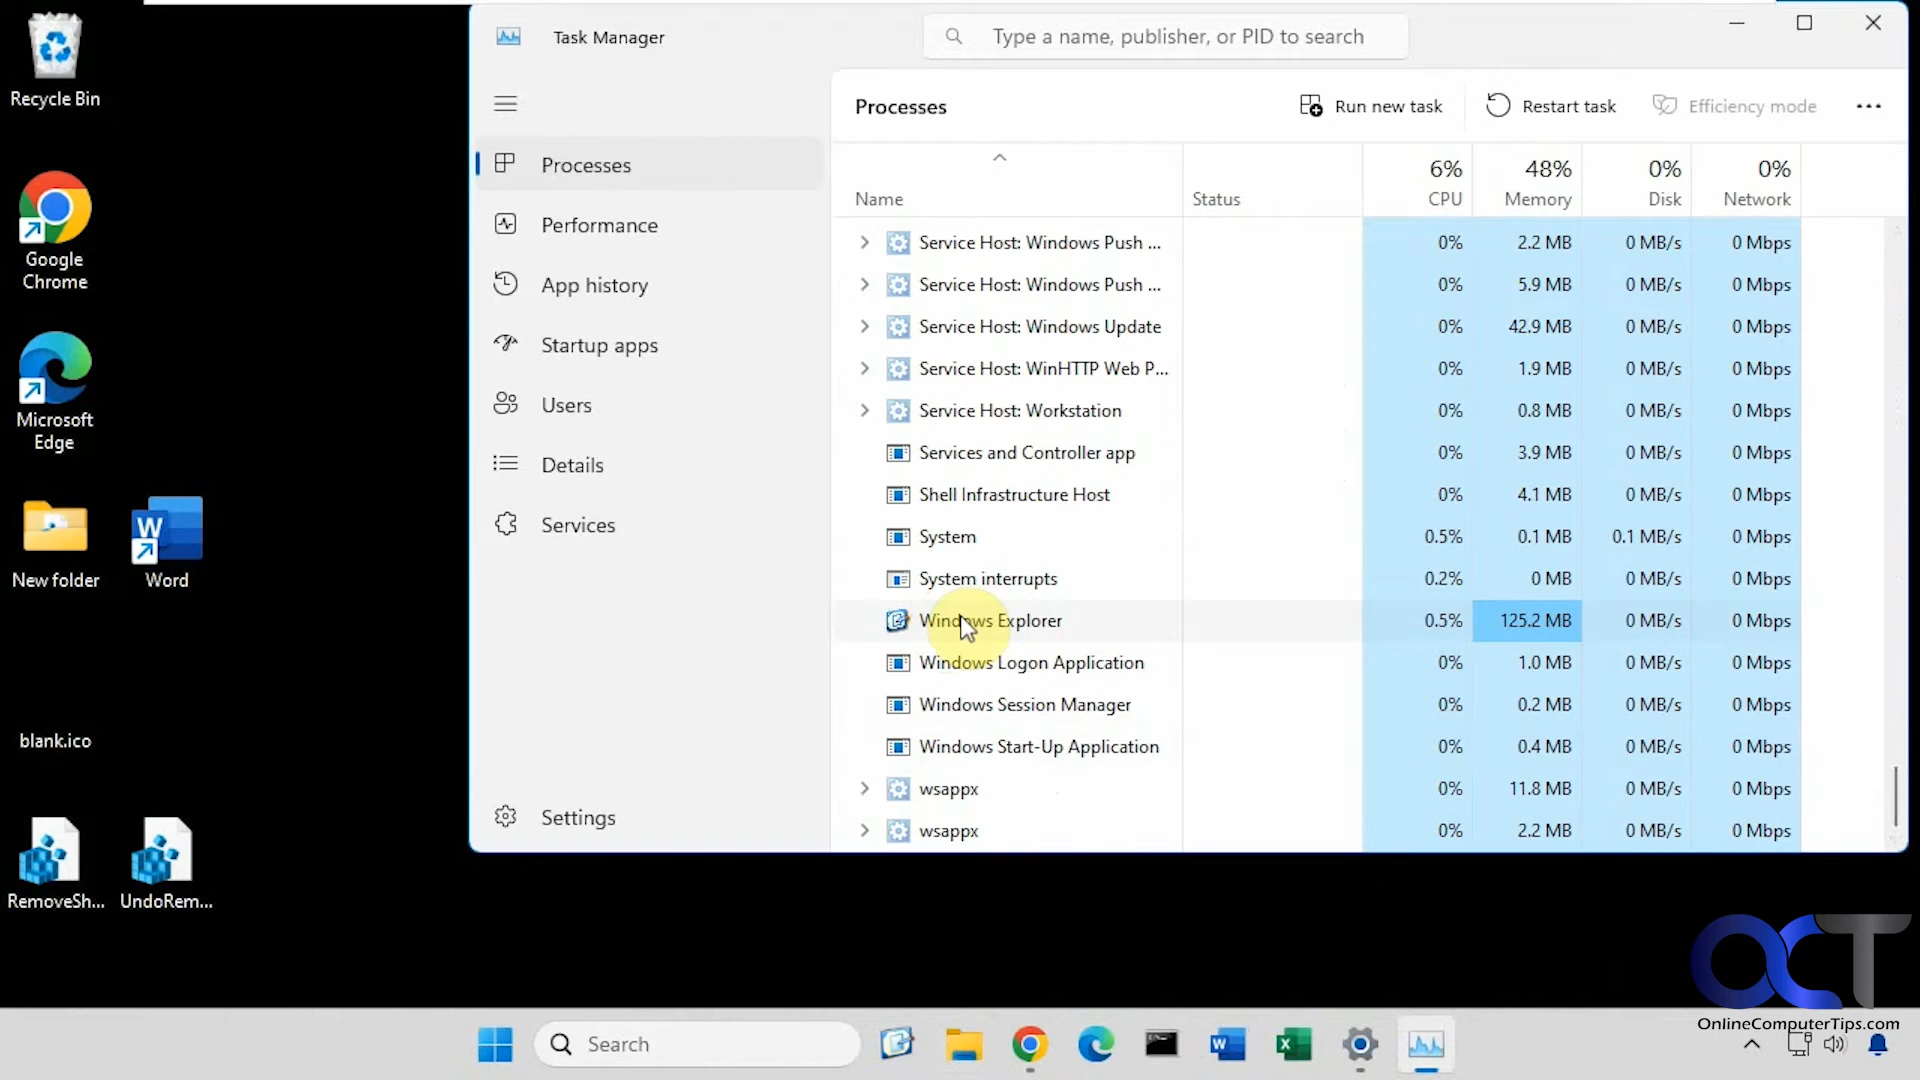 Recycle Bin
Google
Chrome
Microsoft
Edge
New folder
Word
blank.ico
RemoveSh...
UndoRem...
Task Manager
Type a name, publisher, or PID to search
Processes
Performance
App history
Startup apps
Users
Details
Services
Settings
Processes
Run new task
Restart task
Efficiency mode
6% 48% 0% 0%
Name Status CPU Memory Disk Network
Service Host: Windows Push ... 0% 2.2 MB 0 MB/s 0 Mbps
Service Host: Windows Push ... 0% 5.9 MB 0 MB/s 0 Mbps
Service Host: Windows Update 0% 42.9 MB 0 MB/s 0 Mbps
Service Host: WinHTTP Web P... 0% 1.9 MB 0 MB/s 0 Mbps
Service Host: Workstation 0% 0.8 MB 0 MB/s 0 Mbps
Services and Controller app 0% 3.9 MB 0 MB/s 0 Mbps
Shell Infrastructure Host 0% 4.1 MB 0 MB/s 0 Mbps
System 0.5% 0.1 MB 0.1 MB/s 0 Mbps
System interrupts 0.2% 0 MB 0 MB/s 0 Mbps
Windows Explorer 0.5% 125.2 MB 0 MB/s 0 Mbps
Windows Logon Application 0% 1.0 MB 0 MB/s 0 Mbps
Windows Session Manager 0% 0.2 MB 0 MB/s 0 Mbps
Windows Start-Up Application 0% 0.4 MB 0 MB/s 0 Mbps
wsappx 0% 11.8 MB 0 MB/s 0 Mbps
wsappx 0% 2.2 MB 0 MB/s 0 Mbps
OCT
OnlineComputerTips.com
Search